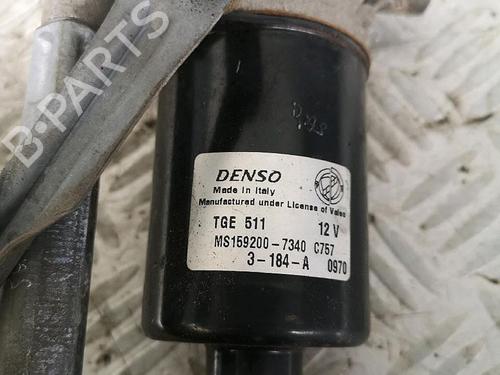 B-PARTS
DENSO
Made in Italy
Manufactured under License of Valeo
TGE 511 12 V
MS159200-7340 C757
3-184-A 0970